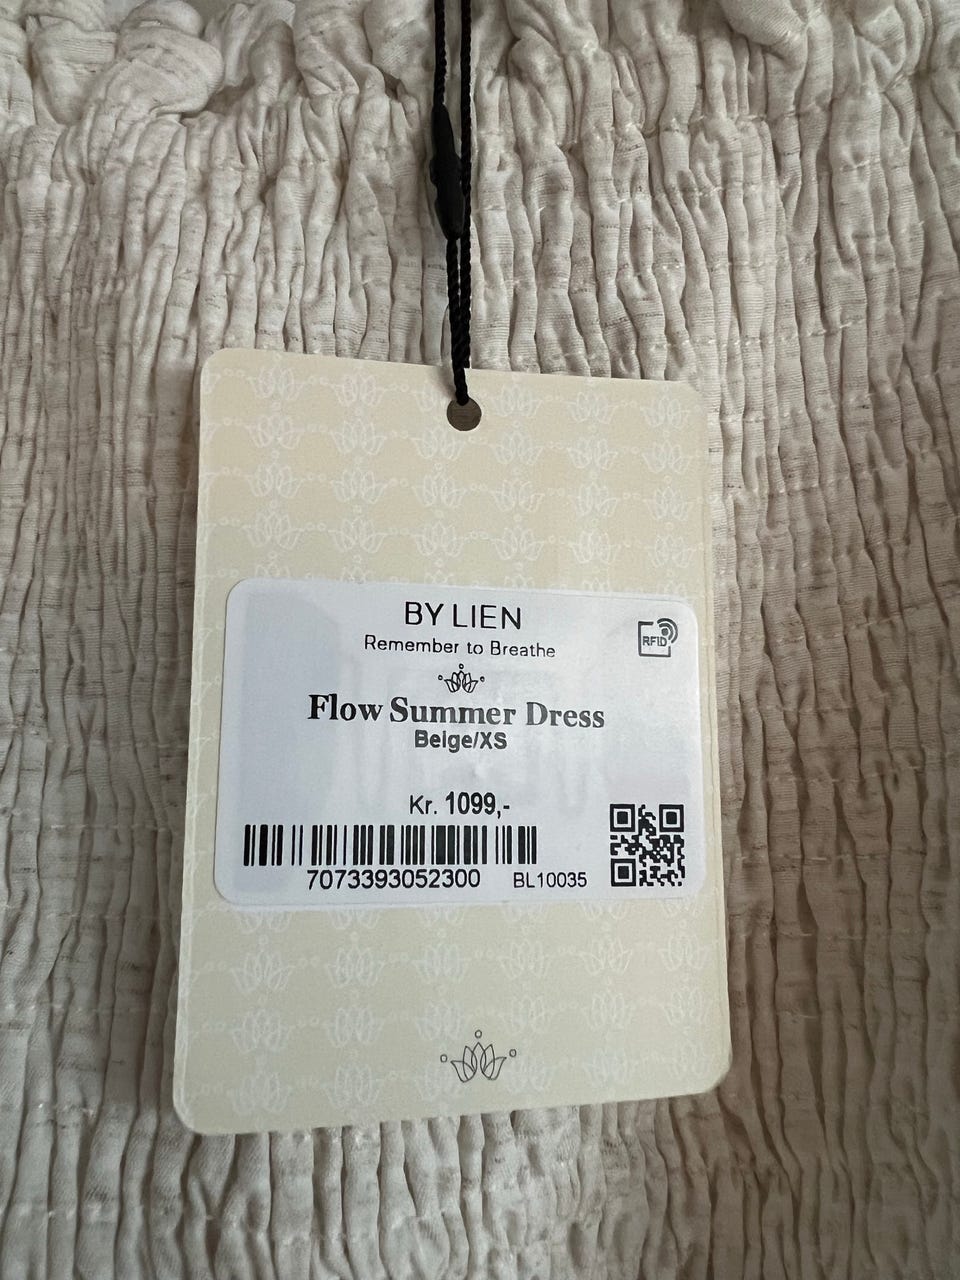 BY LIEN
Remember to Breathe
RFID
Flow Summer Dress
Beige/XS
Kr. 1099,-
7073393052300 BL10035